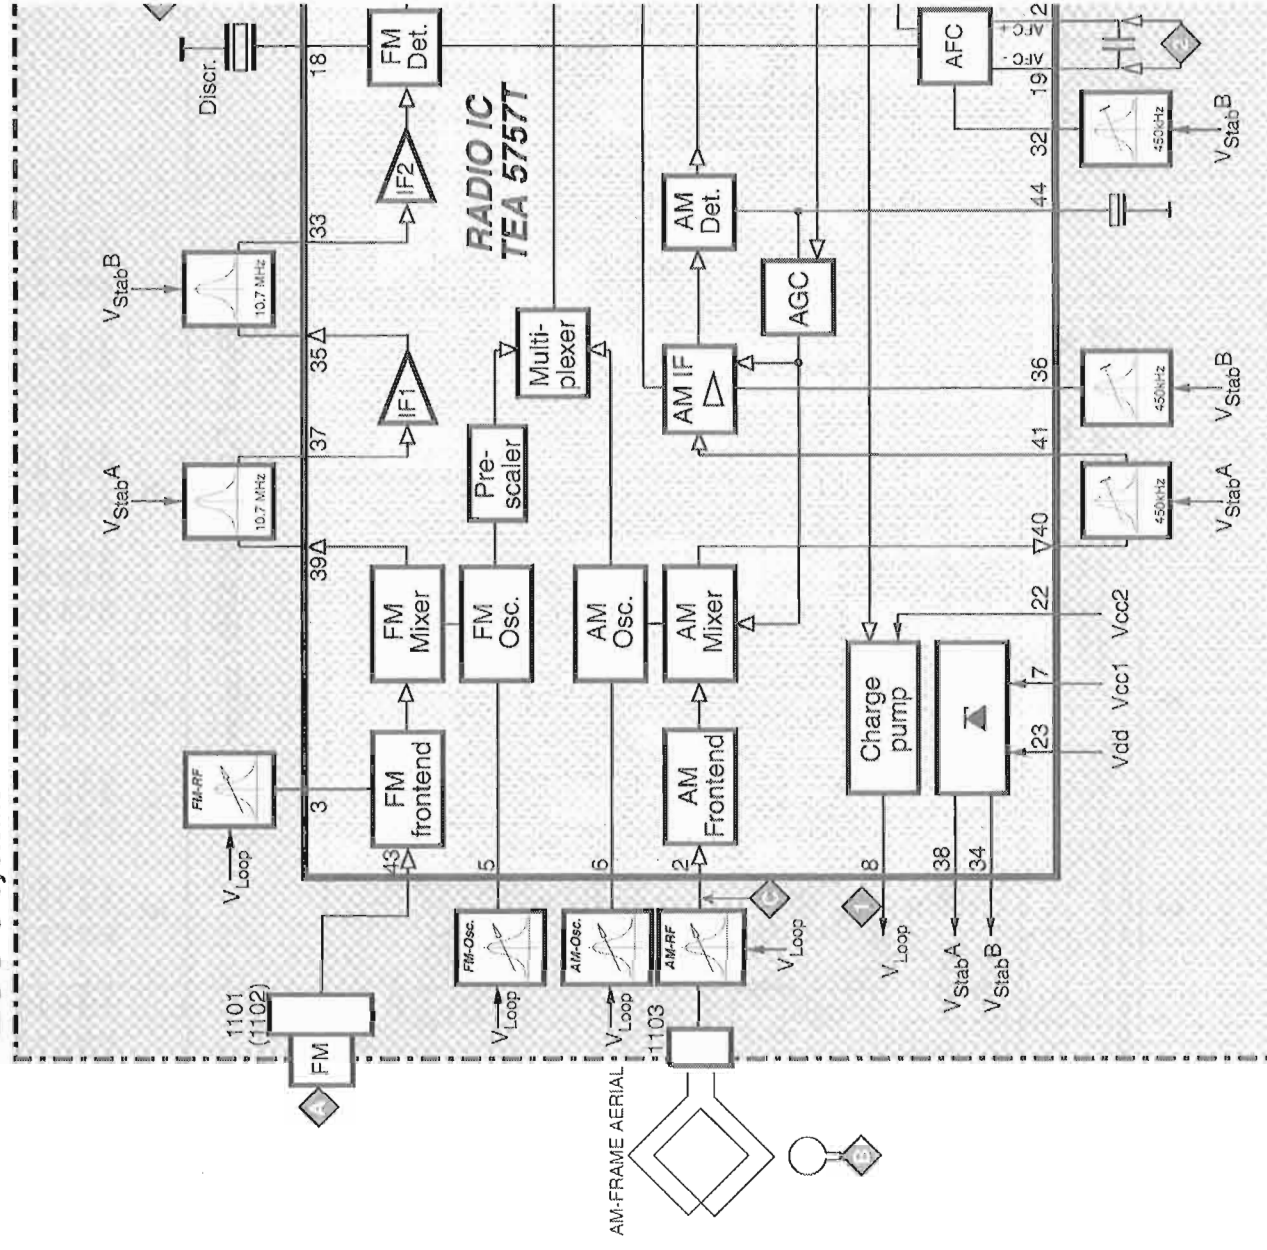 Discr.
18
FM
Det.
2
AFC +
AFC
AFC -
19
32
450kHz
VStabB
IF2
RADIO IC
TEA 5757T
33
VStabB
10.7 MHz
35
IF1
37
VStabA
10.7 MHz
39
AM
Det.
44
AGC
Multi-
plexer
AM IF
36
450kHz
VStabB
41
Pre-
scaler
450kHz
VStabA
40
FM
Mixer
FM
Osc.
AM
Osc.
AM
Mixer
22
Vcc2
FM-RF
VLoop
3
FM
frontend
AM
Frontend
Charge
pump
7
Vcc1
23
Vdd
43
5
6
2
8
38
34
C
1
VLoop
VStabA
VStabB
FM-Osc.
VLoop
AM-Osc.
VLoop
AM-RF
VLoop
1101
(1102)
FM
A
1103
AM-FRAME AERIAL
B
2